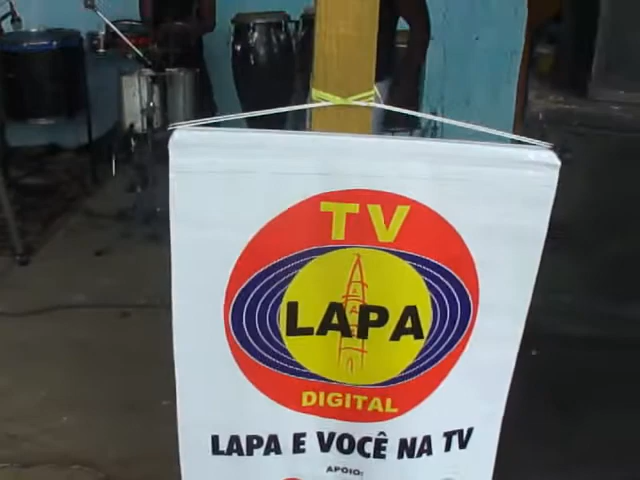 TV
LAPA
DIGITAL
LAPA E VOCÊ NA TV
APOIO: